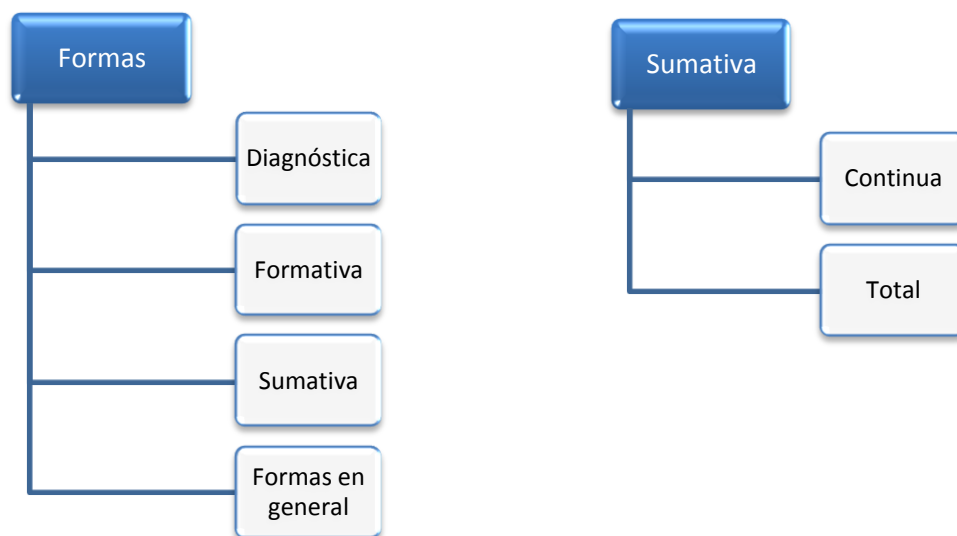 Formas
Diagnóstica
Formativa
Sumativa
Formas en
general
Sumativa
Continua
Total